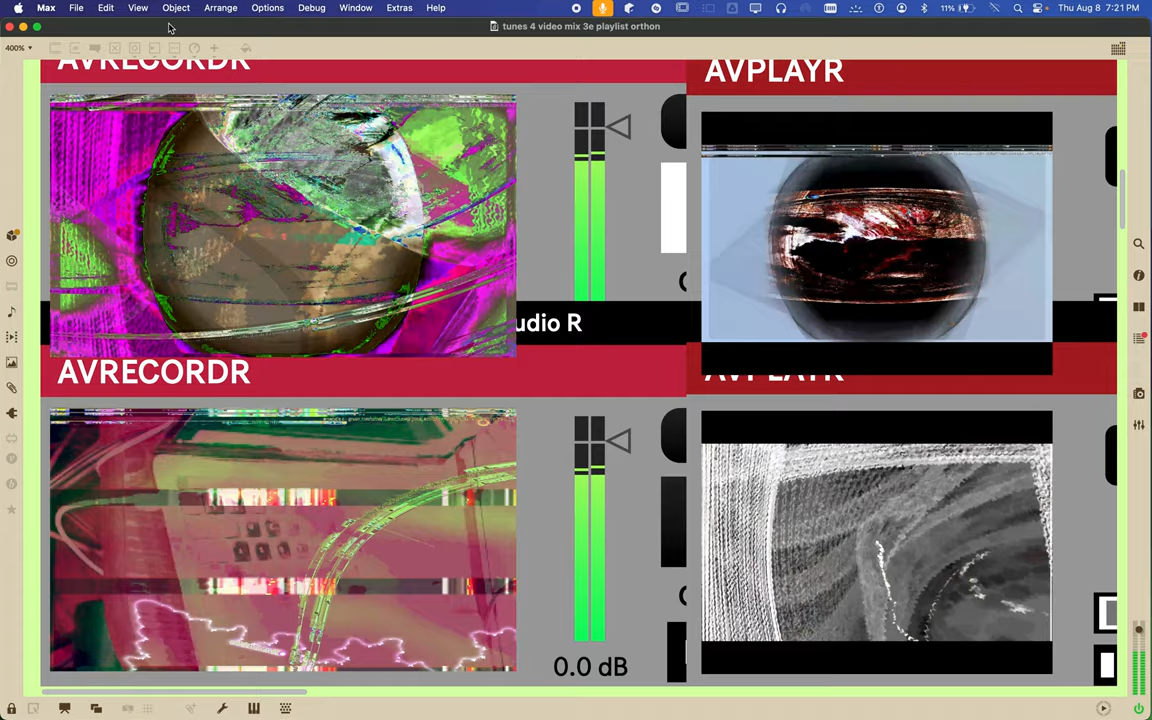 Max File Edit View Object Arrange Options Debug Window Extras Help
11% Thu Aug 8 7:21 PM
tunes 4 video mix 3e playlist orthon
400%
AVRECORDR
AVPLAYR
udio R
AVRECORDR
AVPLAYR
0.0 dB